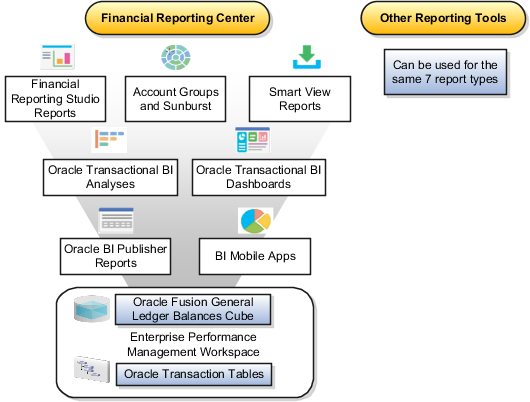 Financial Reporting Center
Other Reporting Tools
Can be used for the
same 7 report types
Financial
Reporting Studio
Reports
Account Groups
and Sunburst
Smart View
Reports
Oracle Transactional BI
Analyses
Oracle Transactional BI
Dashboards
Oracle BI Publisher
Reports
BI Mobile Apps
Oracle Fusion General
Ledger Balances Cube
Enterprise Performance
Management Workspace
Oracle Transaction Tables